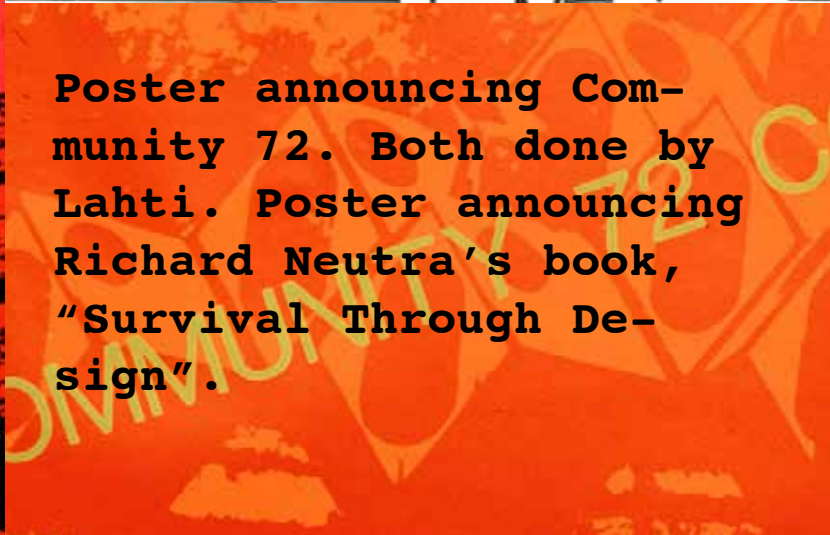 Poster announcing Com-
munity 72. Both done by
Lahti. Poster announcing
Richard Neutra’s book,
“Survival Through De-
sign”.
OMMUNITY 72 C